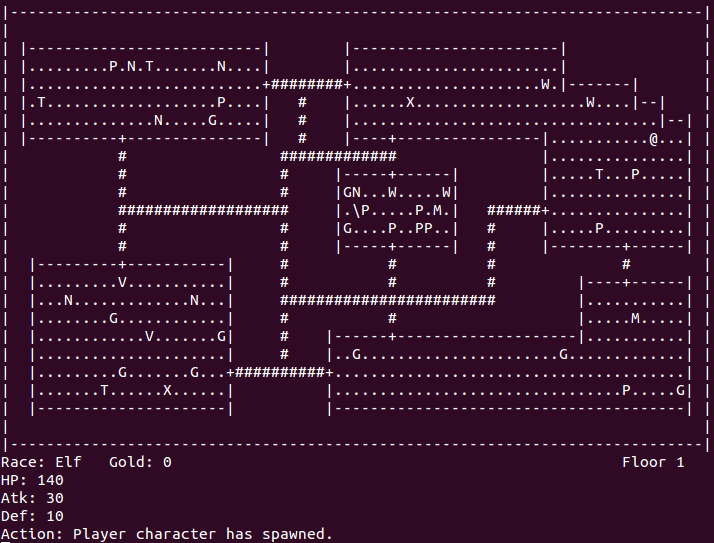 |-----------------------------------------------------------------------------|
|                                                                             |
| |--------------------------|        |-----------------------|               |
| |.........P.N.T.......N....|        |.......................|               |
| |..........................+########+.....................W.|-------|       |
| |.T...................P....|   #    |......X...................W....|--|    |
| |..............N.....G.....|   #    |..................................|--| |
| |----------+---------------|   #    |----+----------------|...........@...| |
|            #                 #############                |...............| |
|            #                 #     |-----+------|         |.....T...P.....| |
|            #                 #     |GN...W.....W|         |...............| |
|            ###################     |.\P.....P.M.|   ######+...............| |
|            #                 #     |G....P..PP..|   #     |.....P.........| |
|            #                 #     |-----+------|   #     |--------+------| |
|  |---------+-----------|     #           #          #              #        |
|  |.........V...........|     #           #          #         |----+------| |
|  |...N.............N...|     ########################         |...........| |
|  |........G............|     #           #                    |.....M.....| |
|  |............V.......G|     #    |------+--------------------|...........| |
|  |.....................|     #    |..G......................G.............| |
|  |.........G.......G...+##########+.......................................| |
|  |.......T......X......|          |................................P.....G| |
|  |---------------------|          |---------------------------------------| |
|                                                                             |
|-----------------------------------------------------------------------------|
Race: Elf   Gold: 0                                                  Floor 1
HP: 140
Atk: 30
Def: 10
Action: Player character has spawned.